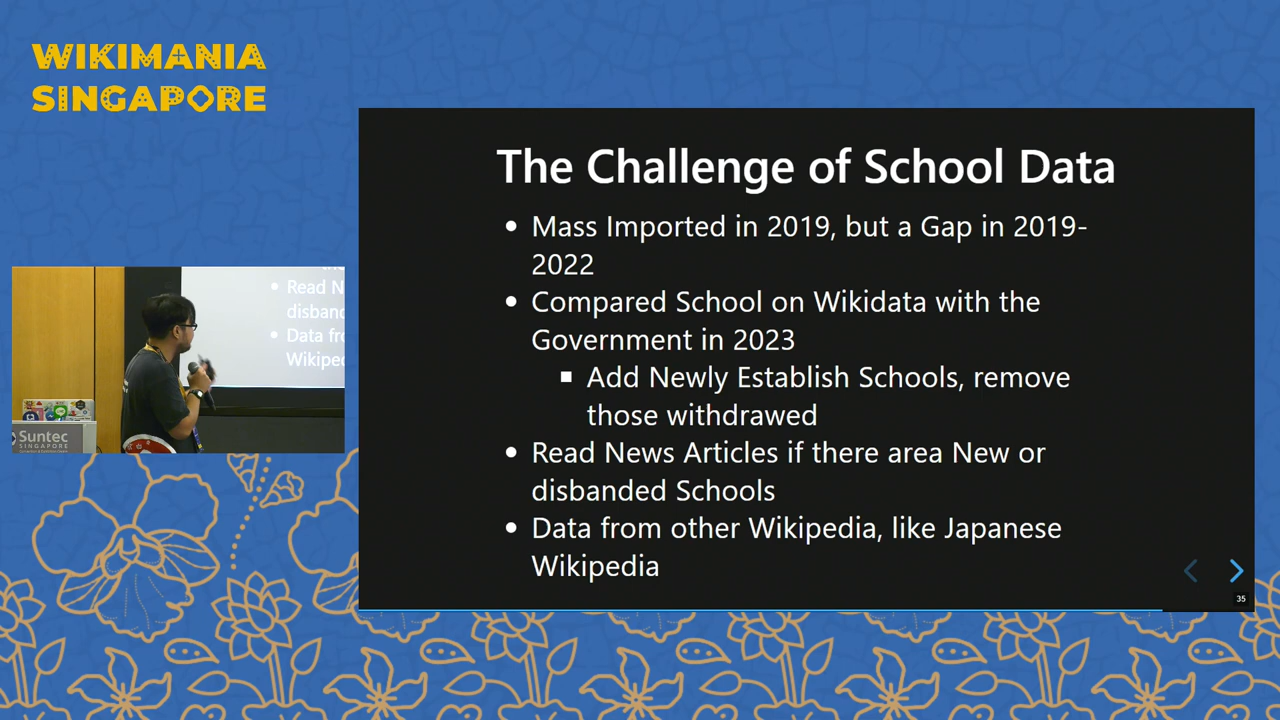 WIKIMANIA
SINGAPORE
The Challenge of School Data
Mass Imported in 2019, but a Gap in 2019-
2022
Compared School on Wikidata with the
Government in 2023
Add Newly Establish Schools, remove
those withdrawed
Read News Articles if there area New or
disbanded Schools
Data from other Wikipedia, like Japanese
Wikipedia
35
Read N
disband
Data fr
Wikipe
Suntec
SINGAPORE